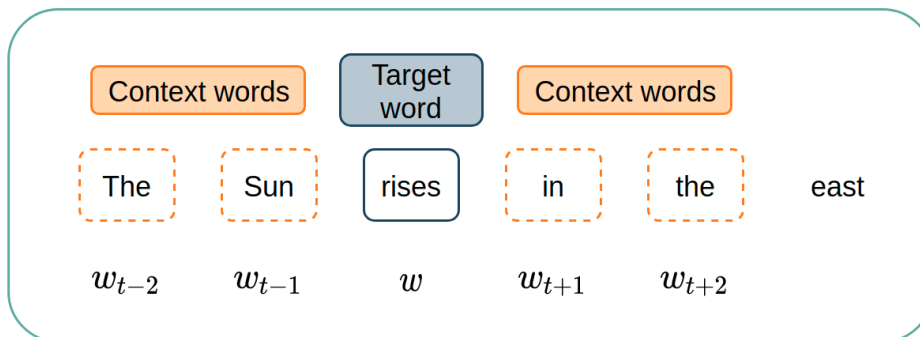 Context words Target word Context words
The Sun rises in the east
w_{t-2} w_{t-1} w w_{t+1} w_{t+2}